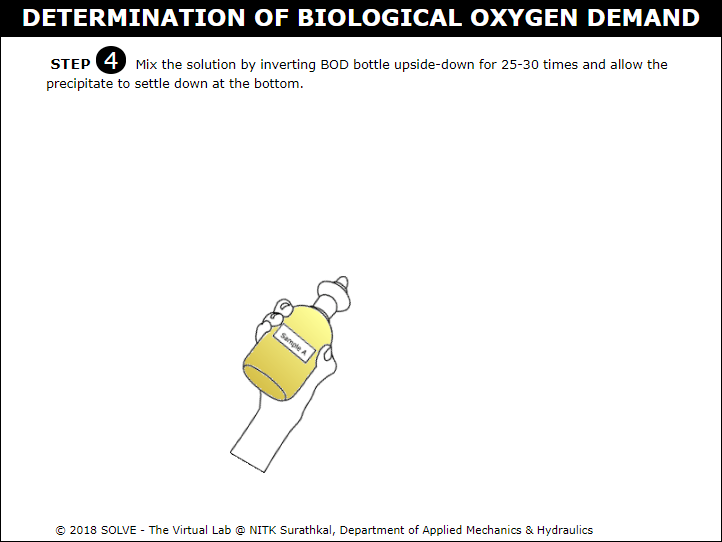 DETERMINATION OF BIOLOGICAL OXYGEN DEMAND
STEP 4 Mix the solution by inverting BOD bottle upside-down for 25-30 times and allow the
precipitate to settle down at the bottom.
Sample A
© 2018 SOLVE - The Virtual Lab @ NITK Surathkal, Department of Applied Mechanics & Hydraulics